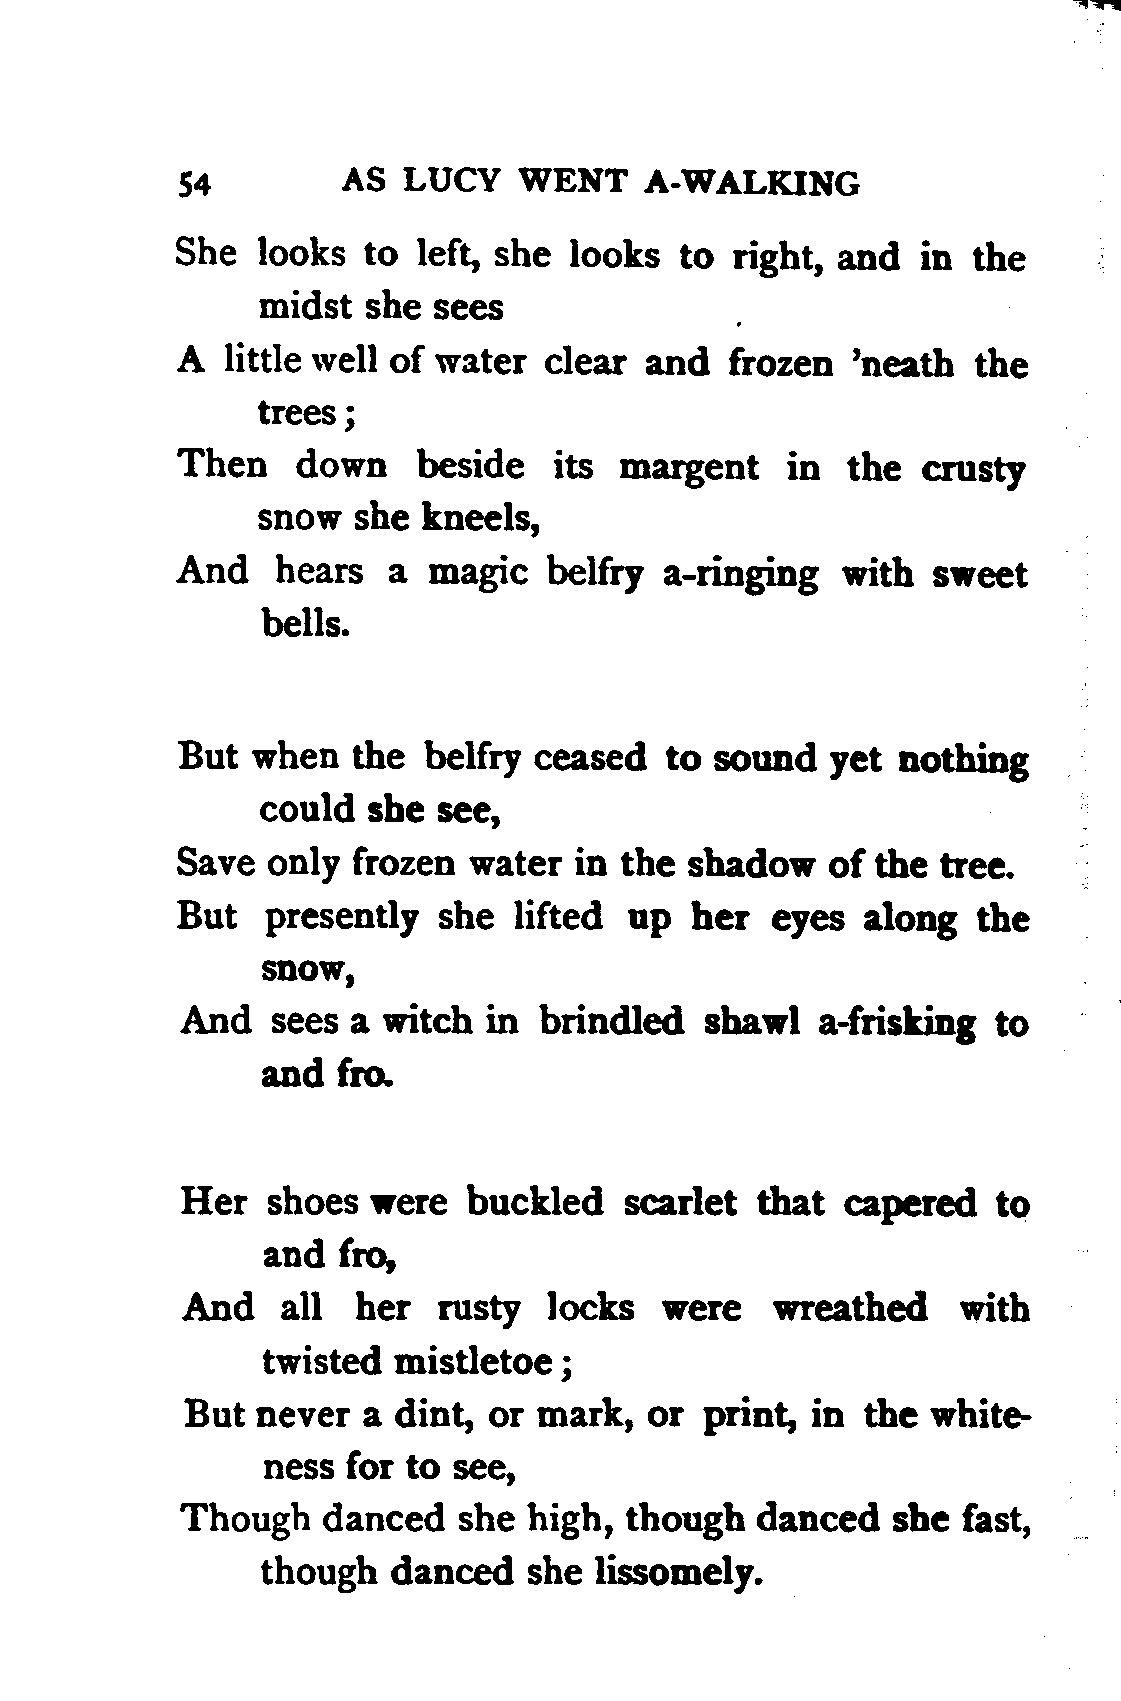 54 AS LUCY WENT A-WALKING
She looks to left, she looks to right, and in the
midst she sees
A little well of water clear and frozen ’neath the
trees ;
Then down beside its margent in the crusty
snow she kneels,
And hears a magic belfry a-ringing with sweet
bells.
But when the belfry ceased to sound yet nothing
could she see,
Save only frozen water in the shadow of the tree.
But presently she lifted up her eyes along the
snow,
And sees a witch in brindled shawl a-frisking to
and fro.
Her shoes were buckled scarlet that capered to
and fro,
And all her rusty locks were wreathed with
twisted mistletoe ;
But never a dint, or mark, or print, in the white-
ness for to see,
Though danced she high, though danced she fast,
though danced she lissomely.